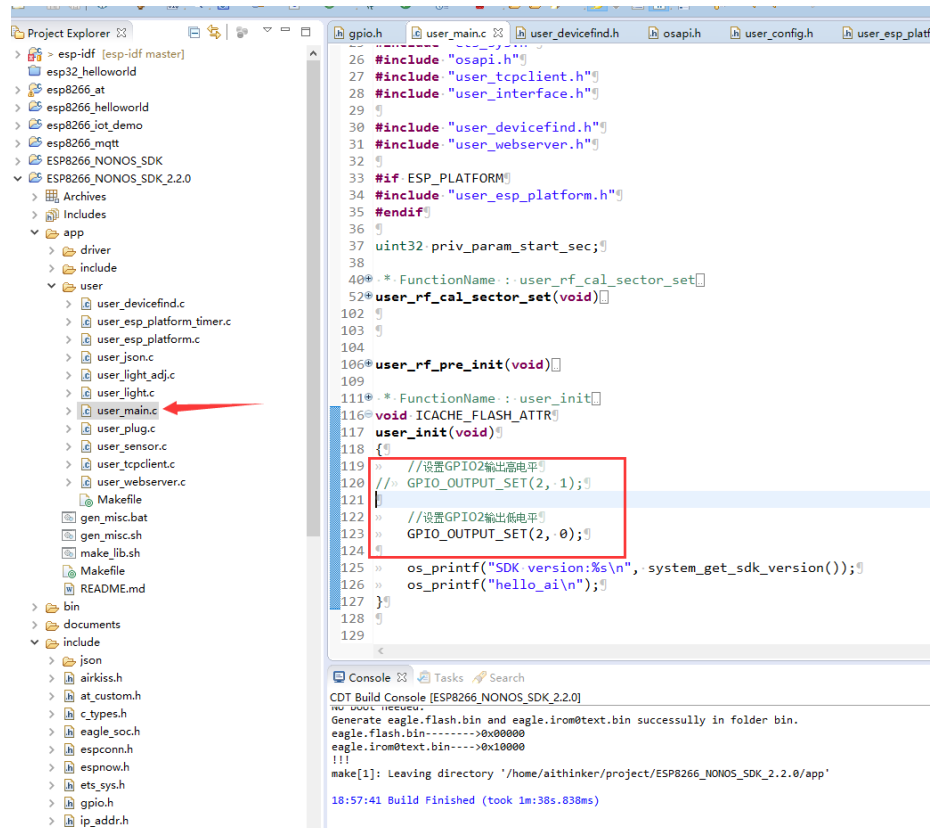 Project Explorer
> esp-idf [esp-idf master]
esp32_helloworld
esp8266_at
esp8266_helloworld
esp8266_iot_demo
esp8266_mqtt
ESP8266_NONOS_SDK
ESP8266_NONOS_SDK_2.2.0
Archives
Includes
app
driver
include
user
user_devicefind.c
user_esp_platform_timer.c
user_esp_platform.c
user_json.c
user_light_adj.c
user_light.c
user_main.c
user_plug.c
user_sensor.c
user_tcpclient.c
user_webserver.c
Makefile
gen_misc.bat
gen_misc.sh
make_lib.sh
Makefile
README.md
bin
documents
include
json
airkiss.h
at_custom.h
c_types.h
eagle_soc.h
espconn.h
espnow.h
ets_sys.h
gpio.h
ip_addr.h
gpio.h user_main.c user_devicefind.h osapi.h user_config.h user_esp_platf
25 #include "ets_sys.h"
26 #include "osapi.h"
27 #include "user_tcpclient.h"
28 #include "user_interface.h"
29
30 #include "user_devicefind.h"
31 #include "user_webserver.h"
32
33 #if ESP_PLATFORM
34 #include "user_esp_platform.h"
35 #endif
36
37 uint32 priv_param_start_sec;
38
40 * FunctionName : user_rf_cal_sector_set
52 user_rf_cal_sector_set(void)
102
103
104
106 user_rf_pre_init(void)
109
111 * FunctionName : user_init
116 void ICACHE_FLASH_ATTR
117 user_init(void)
118 {
119 //设置GPIO2输出高电平
120 // GPIO_OUTPUT_SET(2, 1);
121
122 //设置GPIO2输出低电平
123 GPIO_OUTPUT_SET(2, 0);
124
125 os_printf("SDK version:%s\n", system_get_sdk_version());
126 os_printf("hello_ai\n");
127 }
128
129
Console Tasks Search
CDT Build Console [ESP8266_NONOS_SDK_2.2.0]
No boot needed.
Generate eagle.flash.bin and eagle.irom0text.bin successully in folder bin.
eagle.flash.bin-------->0x00000
eagle.irom0text.bin---->0x10000
!!!
make[1]: Leaving directory '/home/aithinker/project/ESP8266_NONOS_SDK_2.2.0/app'
18:57:41 Build Finished (took 1m:38s.838ms)